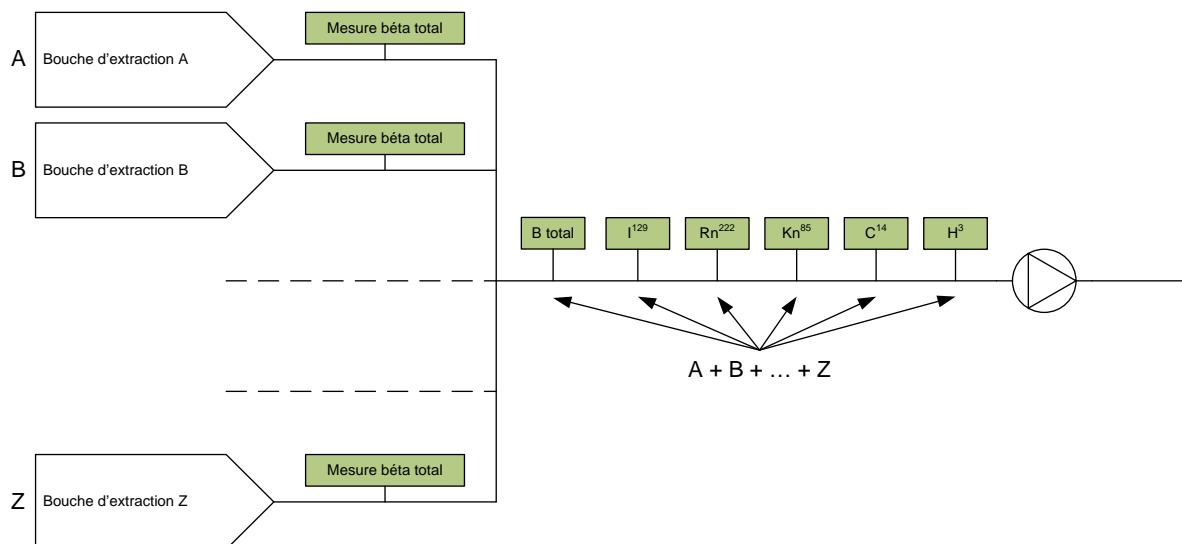 Mesure béta total
A
Bouche d'extraction A
Mesure béta total
B
Bouche d'extraction B
B total
I¹²⁹
Rn²²²
Kn⁸⁵
C¹⁴
H³
A + B + … + Z
Mesure béta total
Z
Bouche d'extraction Z